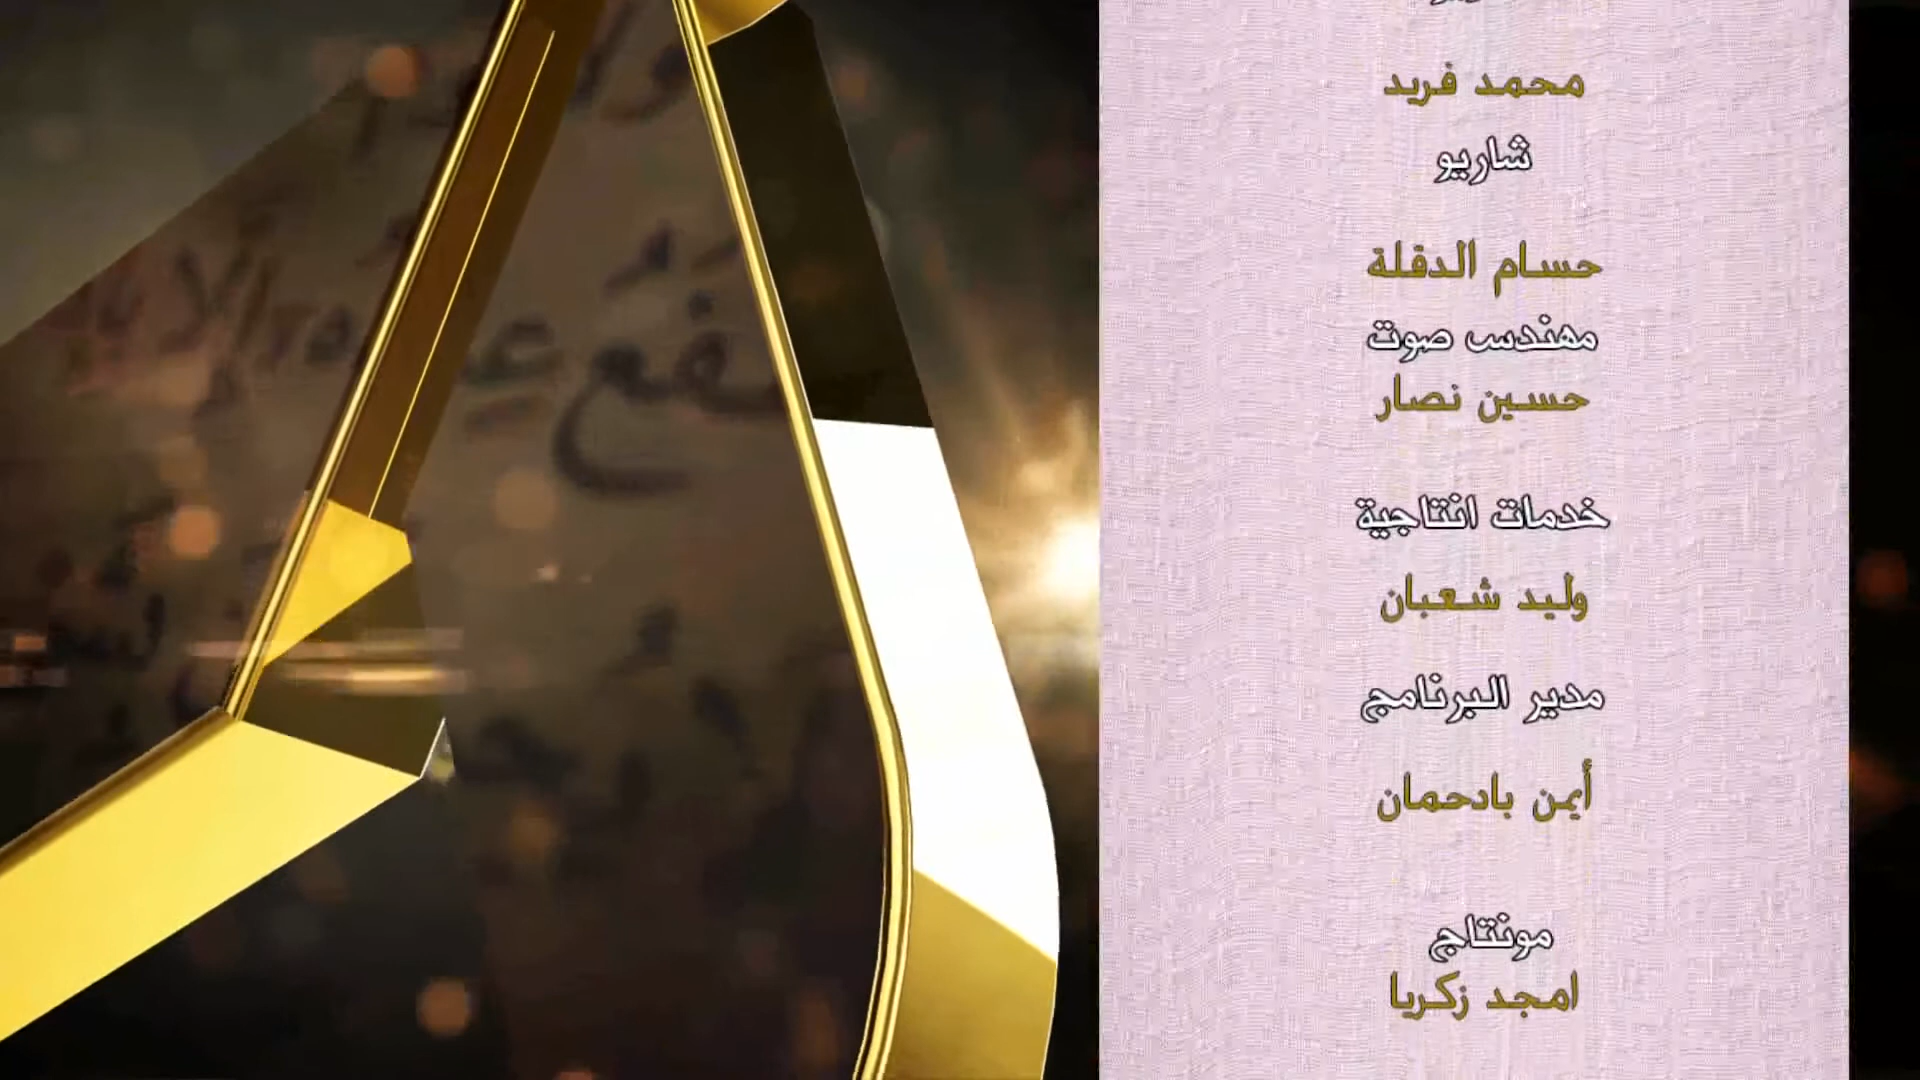 محمد فريد
شاريو
حسام الدقلة
مهندس صوت
حسين نصار
خدمات انتاجية
وليد شعبان
مدير البرنامج
أيمن بادحمان
مونتاج
امجد زكريا